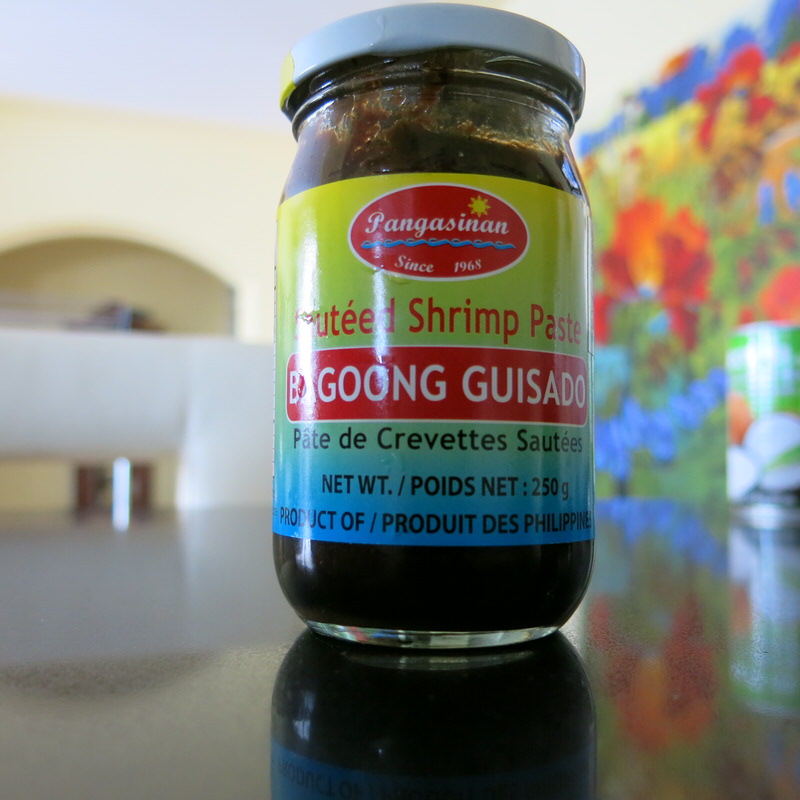 Pangasinan
Since 1968
Sautéed Shrimp Paste
BAGOONG GUISADO
Pâte de Crevettes Sautées
NET WT. / POIDS NET : 250 g
PRODUCT OF / PRODUIT DES PHILIPPINES